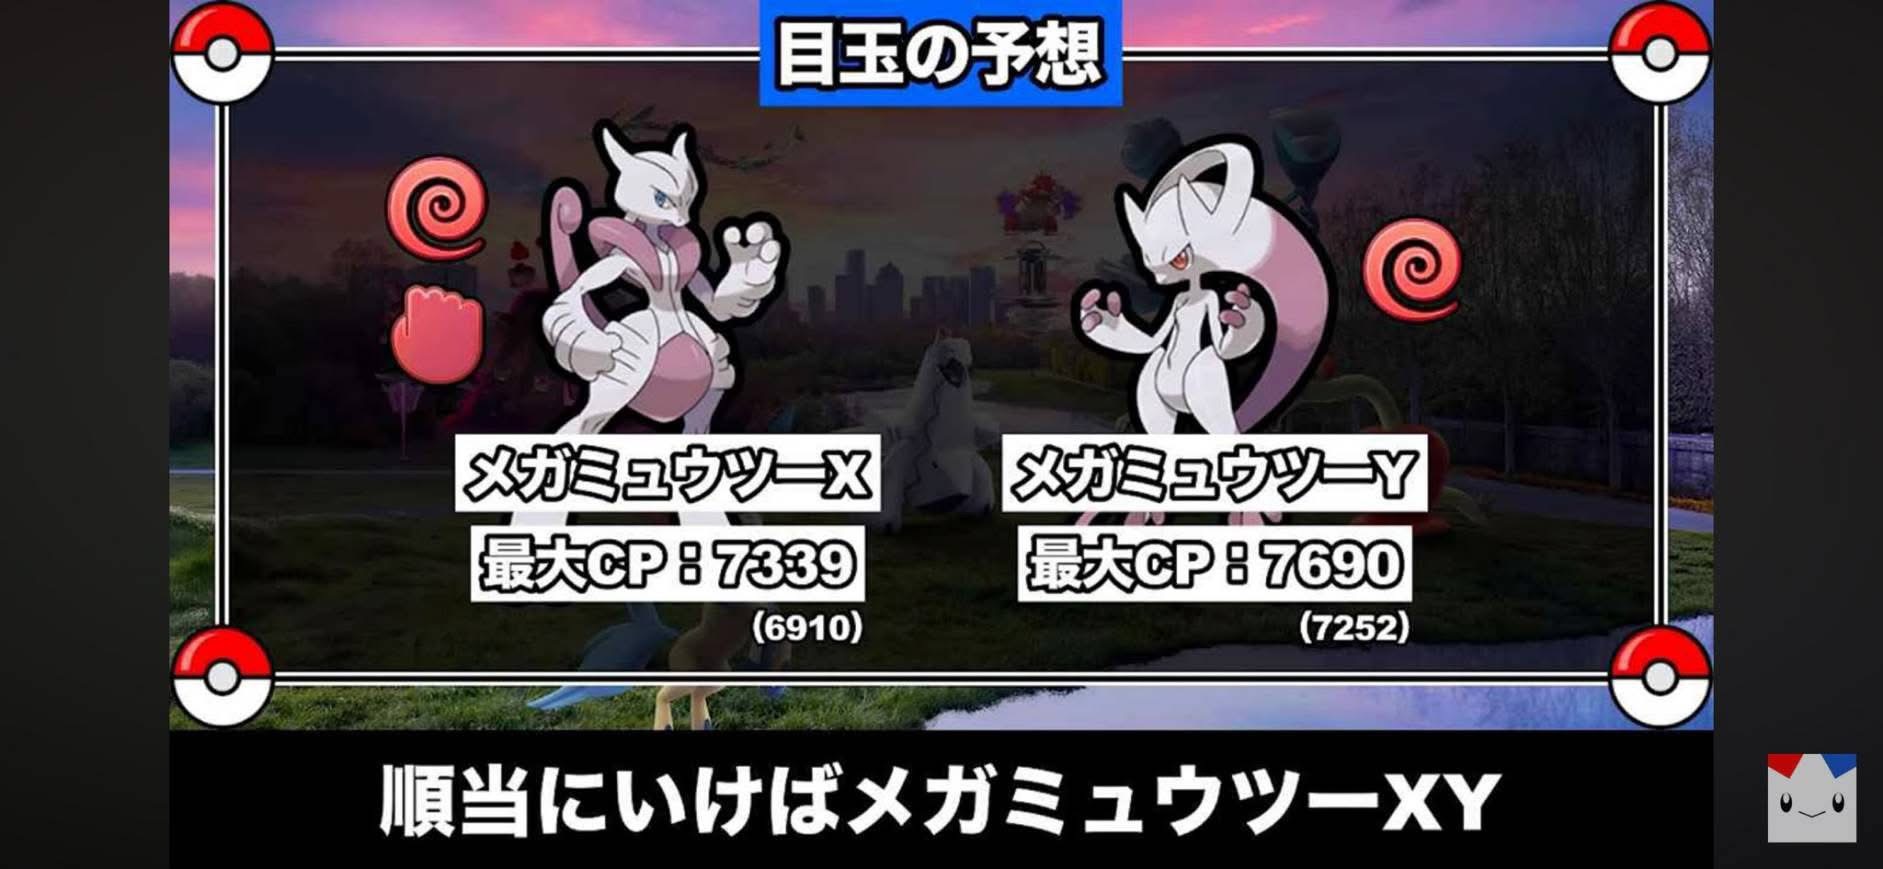 目玉の予想
メガミュウツーX
最大CP：7339
(6910)
メガミュウツーY
最大CP：7690
(7252)
順当にいけばメガミュウツーXY